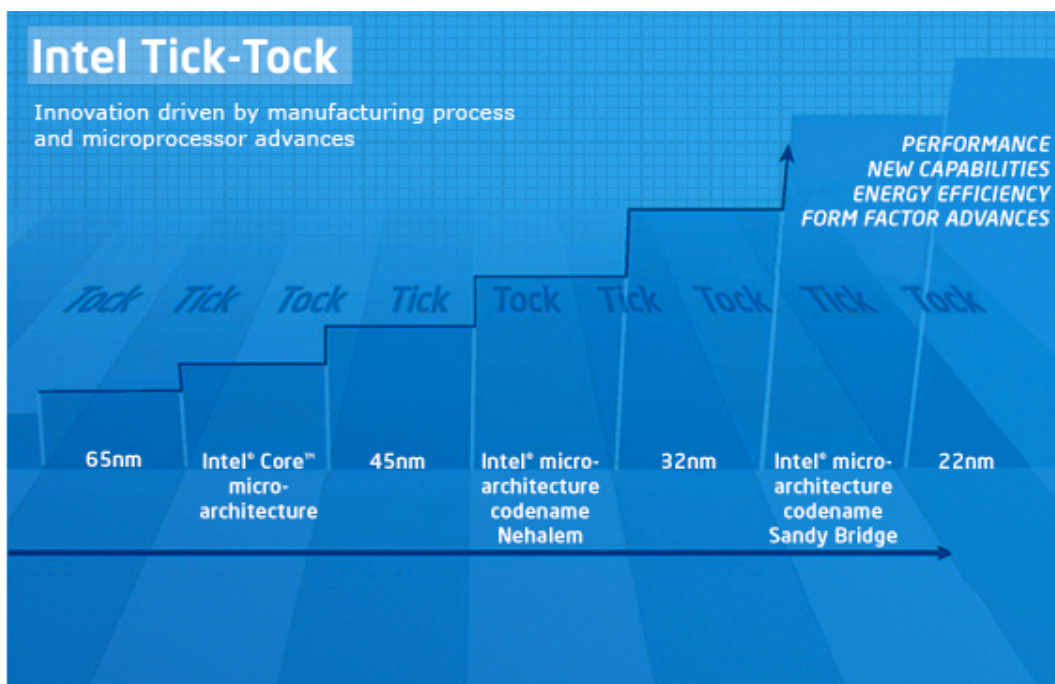 Intel Tick-Tock
Innovation driven by manufacturing process
and microprocessor advances
PERFORMANCE
NEW CAPABILITIES
ENERGY EFFICIENCY
FORM FACTOR ADVANCES
Tock Tick Tock Tick Tock Tick Tock Tick Tock
65nm
Intel® Core™
micro-
architecture
45nm
Intel® micro-
architecture
codename
Nehalem
32nm
Intel® micro-
architecture
codename
Sandy Bridge
22nm